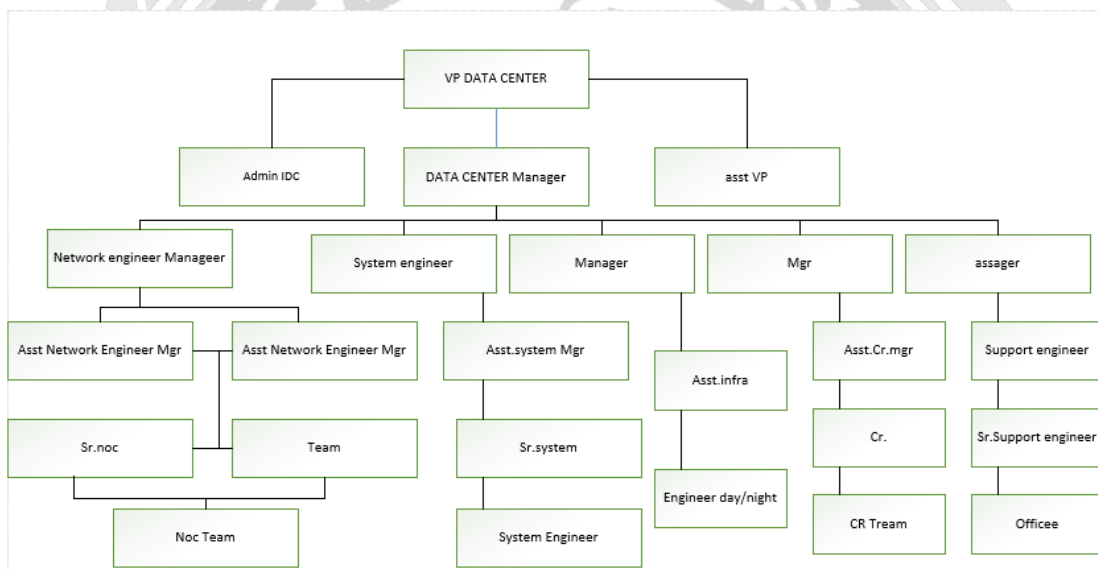 VP DATA CENTER
Admin IDC
DATA CENTER Manager
asst VP
Network engineer Manageer
System engineer
Manager
Mgr
assager
Asst Network Engineer Mgr
Asst Network Engineer Mgr
Asst.system Mgr
Asst.infra
Asst.Cr.mgr
Support engineer
Sr.noc
Team
Sr.system
Cr.
Sr.Support engineer
Engineer day/night
Noc Team
System Engineer
CR Tream
Officee